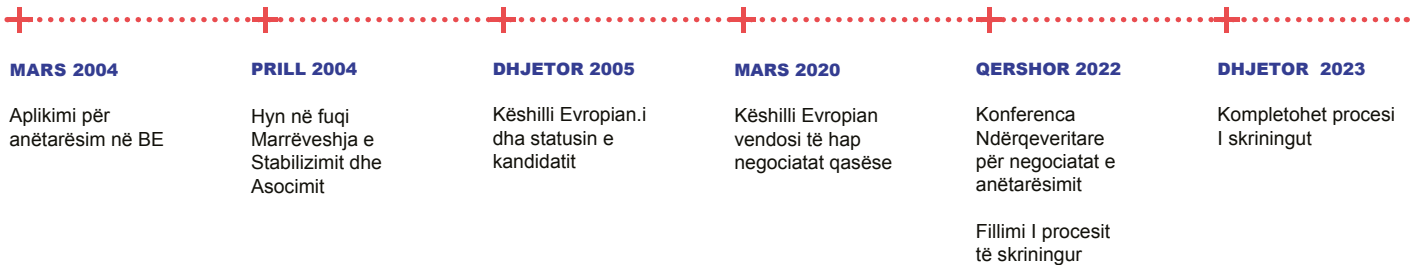 MARS 2004
Aplikimi për
anëtarësim në BE
PRILL 2004
Hyn në fuqi
Marrëveshja e
Stabilizimit dhe
Asocimit
DHJETOR 2005
Këshilli Evropian.i
dha statusin e
kandidatit
MARS 2020
Këshilli Evropian
vendosi të hap
negociatat qasëse
QERSHOR 2022
Konferenca
Ndërqeveritare
për negociatat e
anëtarësimit
Fillimi I procesit
të skriningur
DHJETOR  2023
Kompletohet procesi
I skriningut